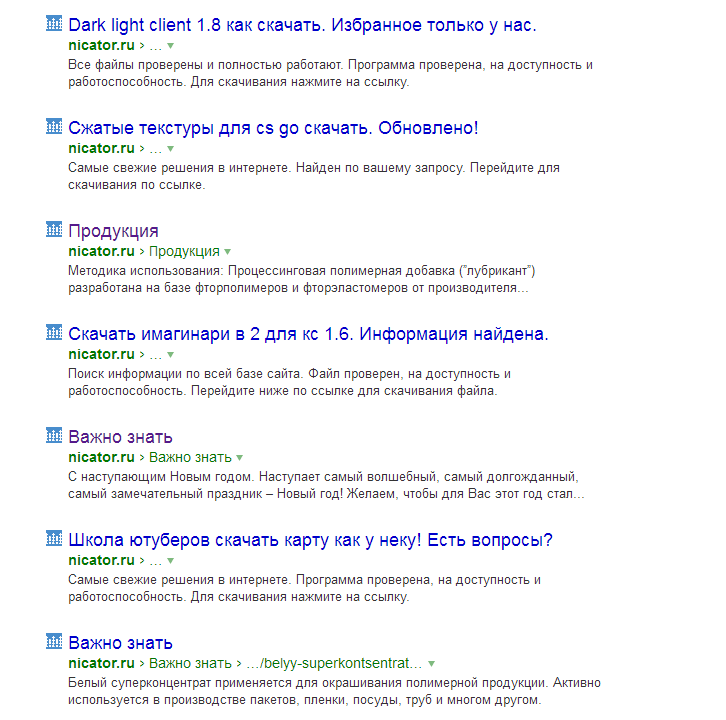 Dark light client 1.8 как скачать. Избранное только у нас.
nicator.ru › ...
Все файлы проверены и полностью работают. Программа проверена, на доступность и
работоспособность. Для скачивания нажмите на ссылку.
Сжатые текстуры для cs go скачать. Обновлено!
nicator.ru › ...
Самые свежие решения в интернете. Найден по вашему запросу. Перейдите для
скачивания по ссылке.
Продукция
nicator.ru › Продукция
Методика использования: Процессинговая полимерная добавка ("лубрикант")
разработана на базе фторполимеров и фторэластомеров от производителя...
Скачать имагинари в 2 для кс 1.6. Информация найдена.
nicator.ru › ...
Поиск информации по всей базе сайта. Файл проверен, на доступность и
работоспособность. Перейдите ниже по ссылке для скачивания файла.
Важно знать
nicator.ru › Важно знать
С наступающим Новым годом. Наступает самый волшебный, самый долгожданный,
самый замечательный праздник – Новый год! Желаем, чтобы для Вас этот год стал...
Школа ютуберов скачать карту как у неку! Есть вопросы?
nicator.ru › ...
Самые свежие решения в интернете. Программа проверена, на доступность и
работоспособность. Для скачивания нажмите на ссылку.
Важно знать
nicator.ru › Важно знать › .../belyy-superkontsentrat...
Белый суперконцентрат применяется для окрашивания полимерной продукции. Активно
используется в производстве пакетов, пленки, посуды, труб и многом другом.